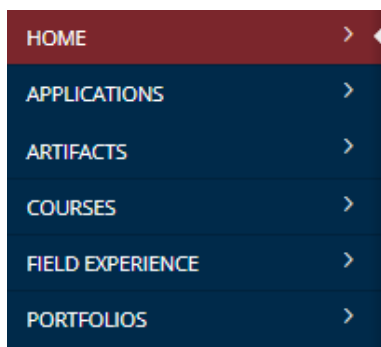 HOME
APPLICATIONS
ARTIFACTS
COURSES
FIELD EXPERIENCE
PORTFOLIOS